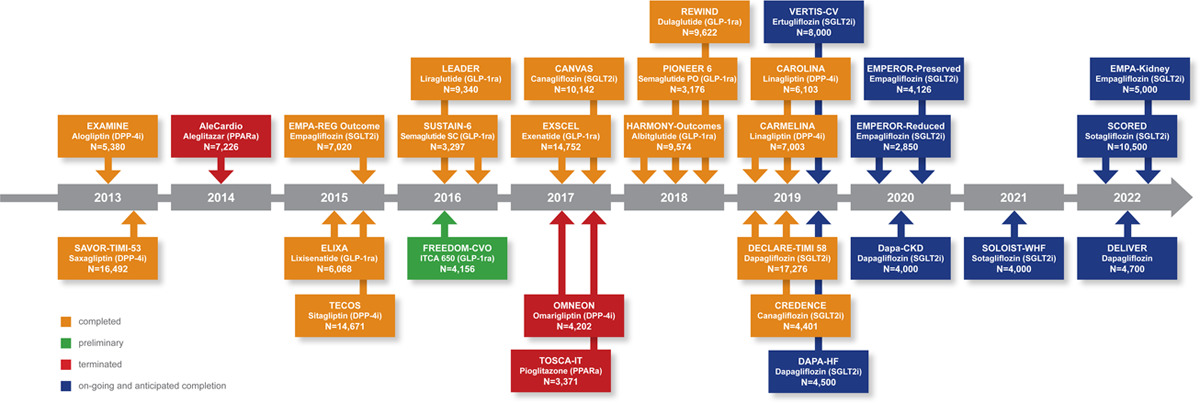 REWIND
Dulaglutide (GLP-1ra)
N=9,622
VERTIS-CV
Ertugliflozin (SGLT2i)
N=8,000
LEADER
Liraglutide (GLP-1ra)
N=9,340
CANVAS
Canagliflozin (SGLT2i)
N=10,142
PIONEER 6
Semaglutide PO (GLP-1ra)
N=3,176
CAROLINA
Linagliptin (DPP-4i)
N=6,103
EMPEROR-Preserved
Empagliflozin (SGLT2i)
N=4,126
EMPA-Kidney
Empagliflozin (SGLT2i)
N=5,000
EXAMINE
Alogliptin (DPP-4i)
N=5,380
AleCardio
Aleglitazar (PPARa)
N=7,226
EMPA-REG Outcome
Empagliflozin (SGLT2i)
N=7,020
SUSTAIN-6
Semaglutide SC (GLP-1ra)
N=3,297
EXSCEL
Exenatide (GLP-1ra)
N=14,752
HARMONY-Outcomes
Albitglutide (GLP-1ra)
N=9,574
CARMELINA
Linagliptin (DPP-4i)
N=7,003
EMPEROR-Reduced
Empagliflozin (SGLT2i)
N=2,850
SCORED
Sotagliflozin (SGLT2i)
N=10,500
2013
2014
2015
2016
2017
2018
2019
2020
2021
2022
SAVOR-TIMI-53
Saxagliptin (DPP-4i)
N=16,492
ELIXA
Lixisenatide (GLP-1ra)
N=6,068
FREEDOM-CVO
ITCA 650 (GLP-1ra)
N=4,156
DECLARE-TIMI 58
Dapagliflozin (SGLT2i)
N=17,276
Dapa-CKD
Dapagliflozin (SGLT2i)
N=4,000
SOLOIST-WHF
Sotagliflozin (SGLT2i)
N=4,000
DELIVER
Dapagliflozin
N=4,700
TECOS
Sitagliptin (DPP-4i)
N=14,671
OMNEON
Omarigliptin (DPP-4i)
N=4,202
CREDENCE
Canagliflozin (SGLT2i)
N=4,401
TOSCA-IT
Pioglitazone (PPARa)
N=3,371
DAPA-HF
Dapagliflozin (SGLT2i)
N=4,500
completed
preliminary
terminated
on-going and anticipated completion